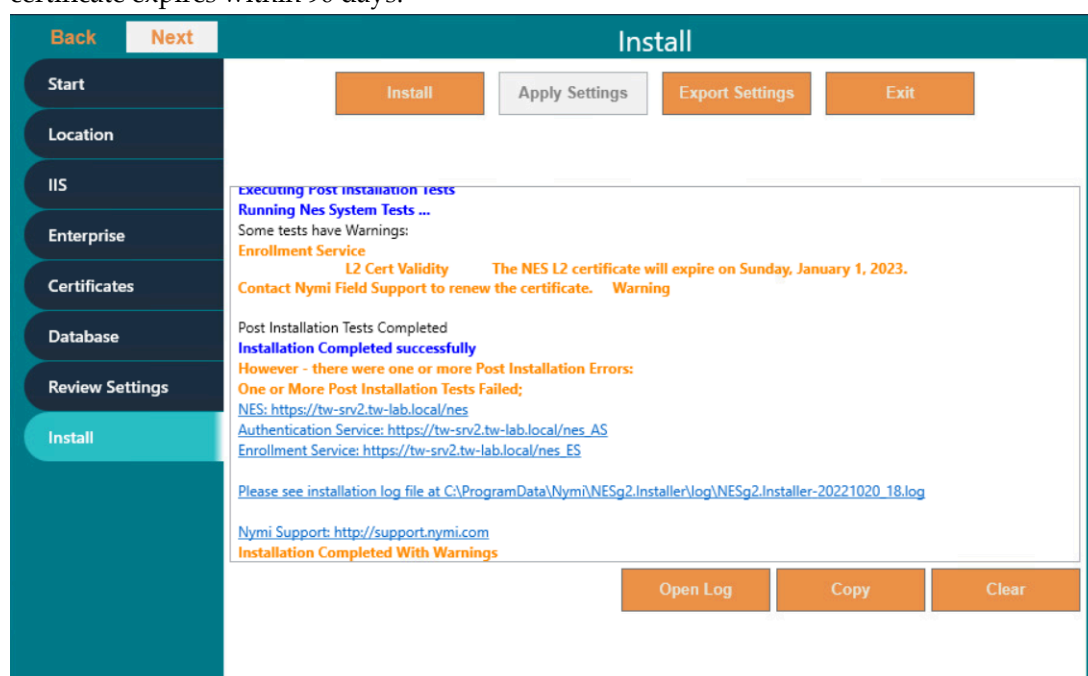 certificate expires within 90 days.
Back Next Install
Start
Install Apply Settings Export Settings Exit
Location
IIS
Executing Post Installation Tests
Running Nes System Tests ...
Enterprise
Some tests have Warnings:
Enrollment Service
L2 Cert Validity The NES L2 certificate will expire on Sunday, January 1, 2023.
Certificates
Contact Nymi Field Support to renew the certificate. Warning
Database
Post Installation Tests Completed
Installation Completed successfully
However - there were one or more Post Installation Errors:
Review Settings
One or More Post Installation Tests Failed;
NES: https://tw-srv2.tw-lab.local/nes
Install
Authentication Service: https://tw-srv2.tw-lab.local/nes_AS
Enrollment Service: https://tw-srv2.tw-lab.local/nes_ES
Please see installation log file at C:\ProgramData\Nymi\NESg2.Installer\log\NESg2.Installer-20221020_18.log
Nymi Support: http://support.nymi.com
Installation Completed With Warnings
Open Log Copy Clear